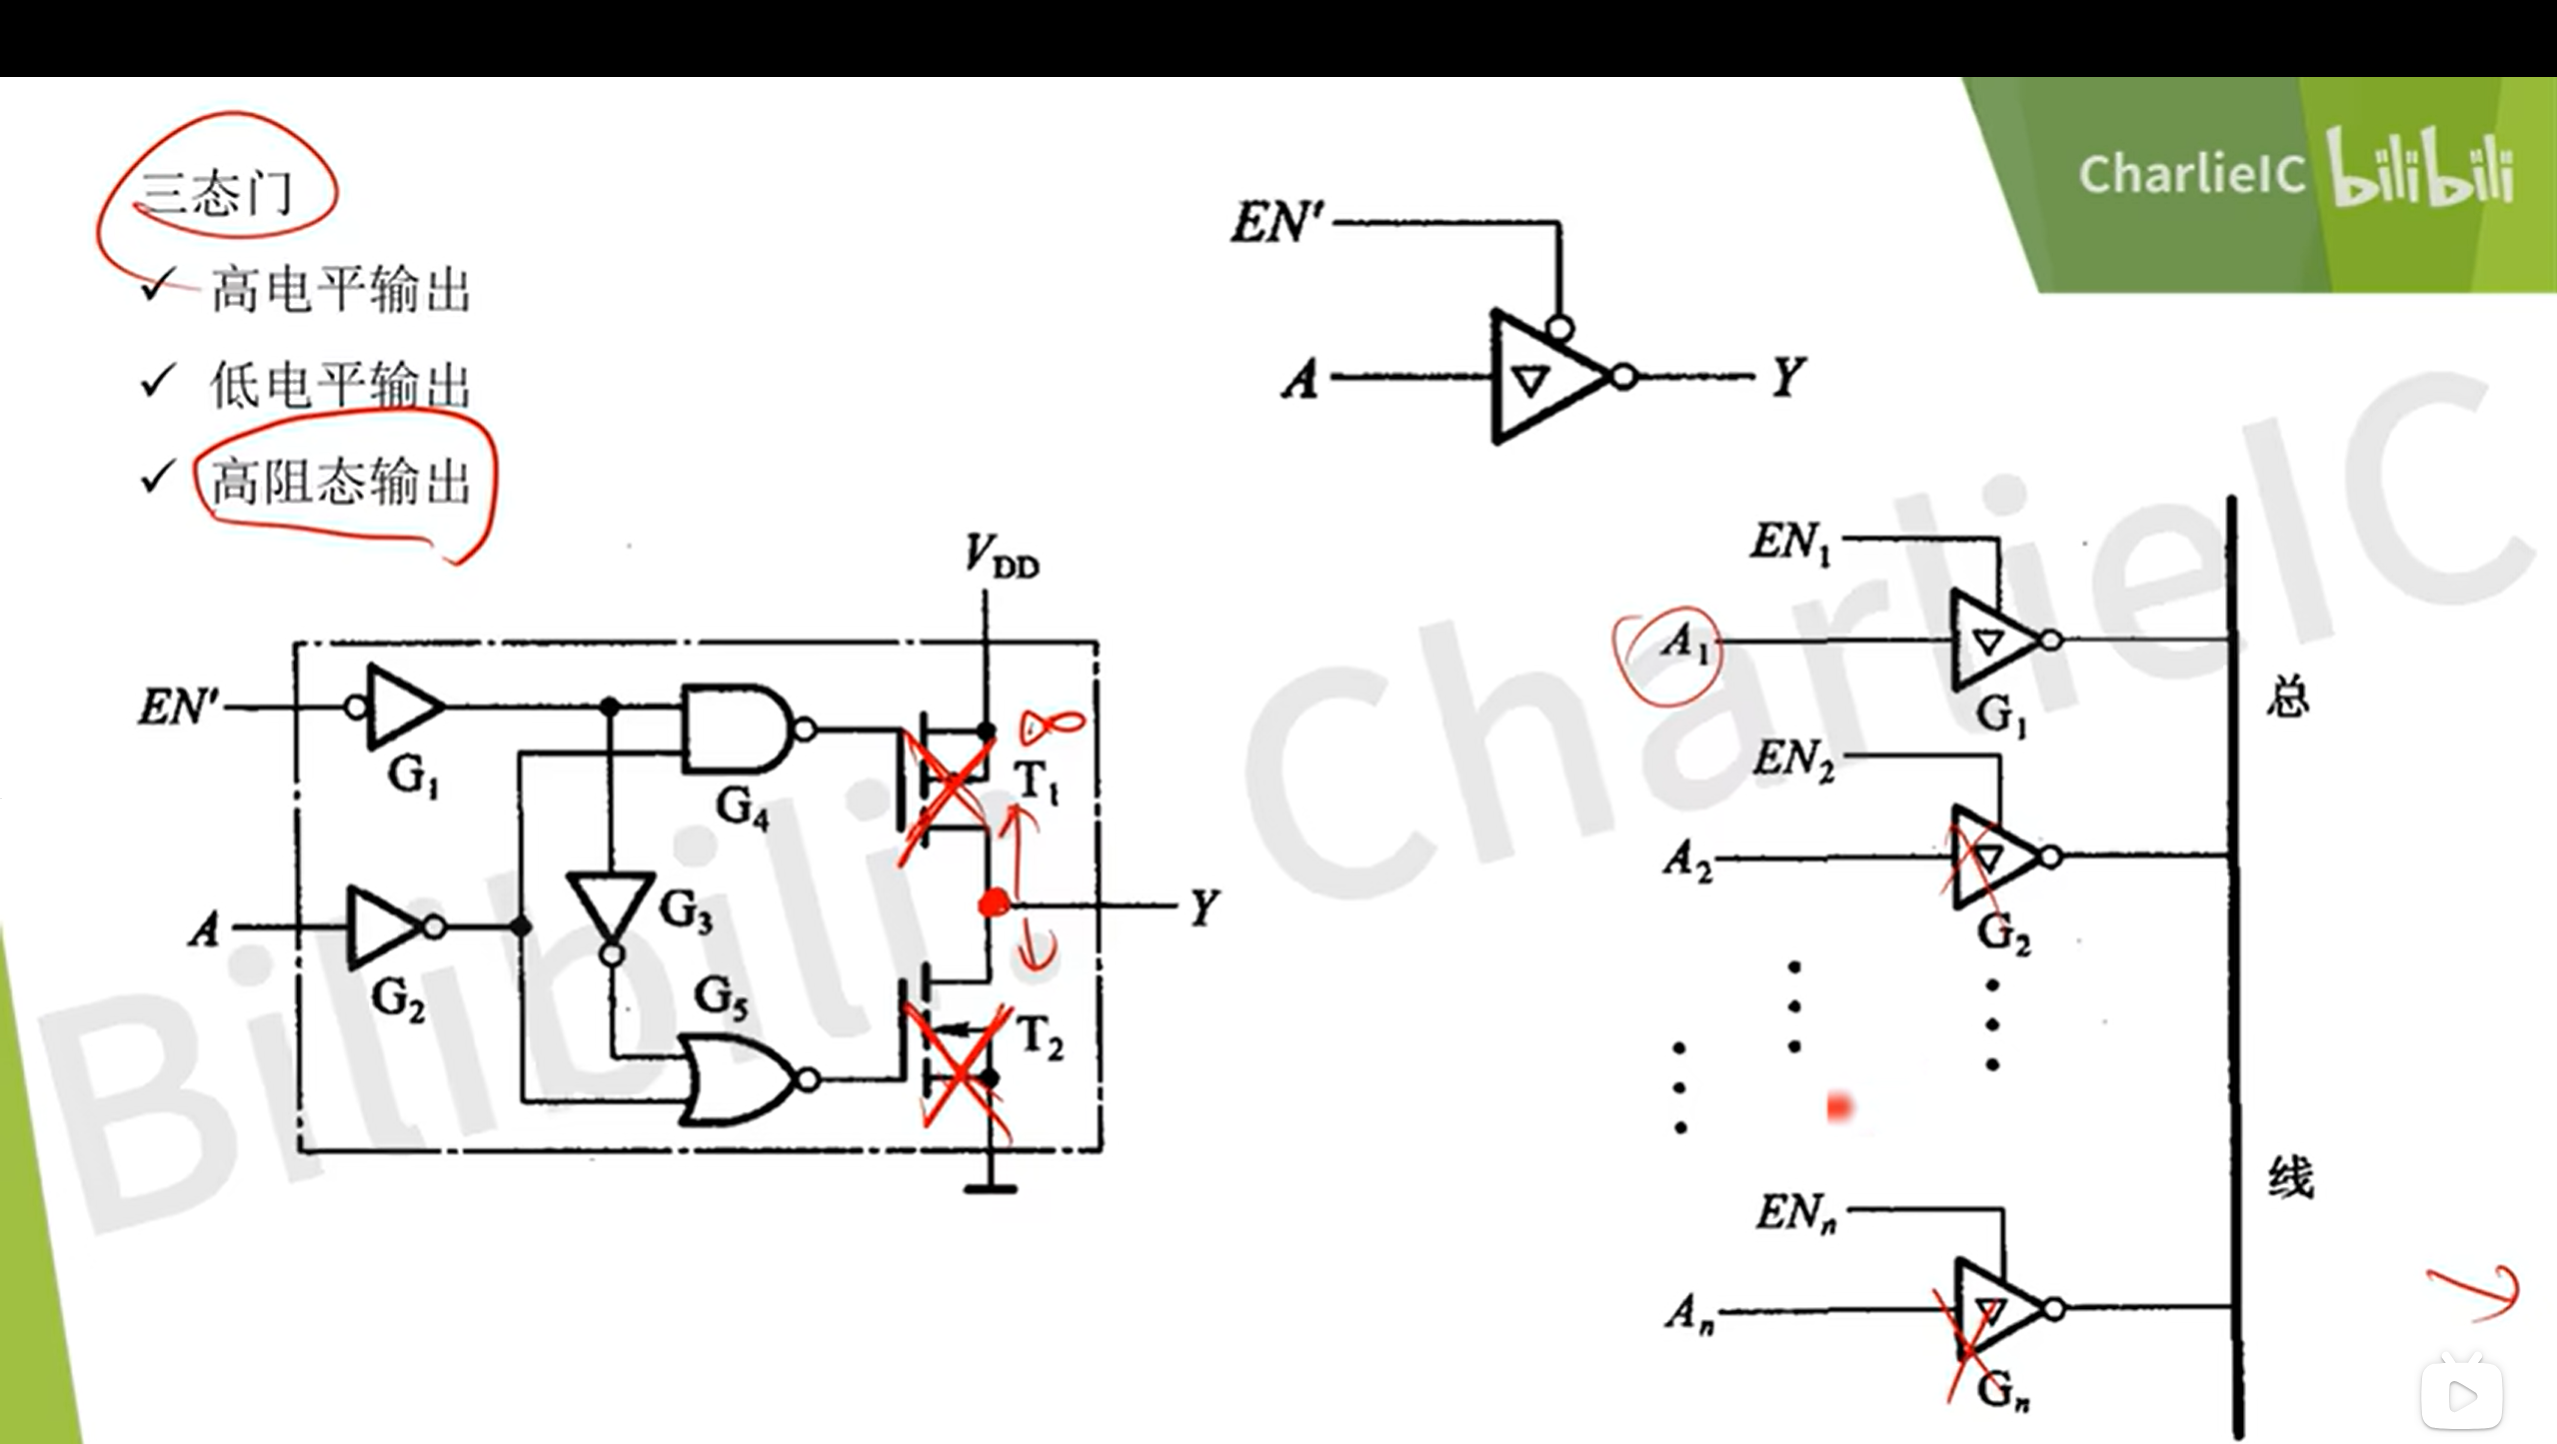 CharlieIC bilibili
三态门
✓ 高电平输出
✓ 低电平输出
✓ 高阻态输出
EN'
A
Y
V_DD
EN'
G₁
G₄
T₁
∞
A
G₂
G₃
G₅
T₂
Y
EN₁
A₁
G₁
EN₂
A₂
G₂
ENₙ
Aₙ
Gₙ
总
线
Bilibili: CharlieIC